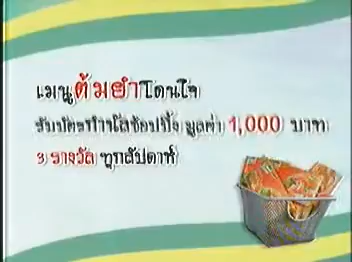 เมนูต้มยำโดนใจ
รับบัตรกำนัลช้อปปิ้ง มูลค่า 1,000 บาท
3 รางวัล ทุกสัปดาห์